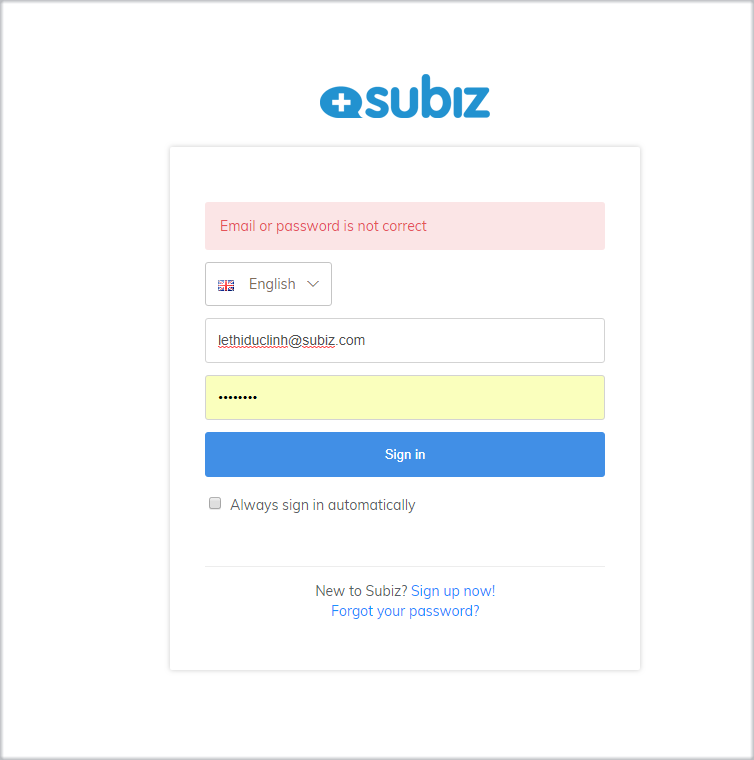 subiz
Email or password is not correct
English
lethiduclinh@subiz.com
••••••••
Sign in
Always sign in automatically
New to Subiz? Sign up now!
Forgot your password?